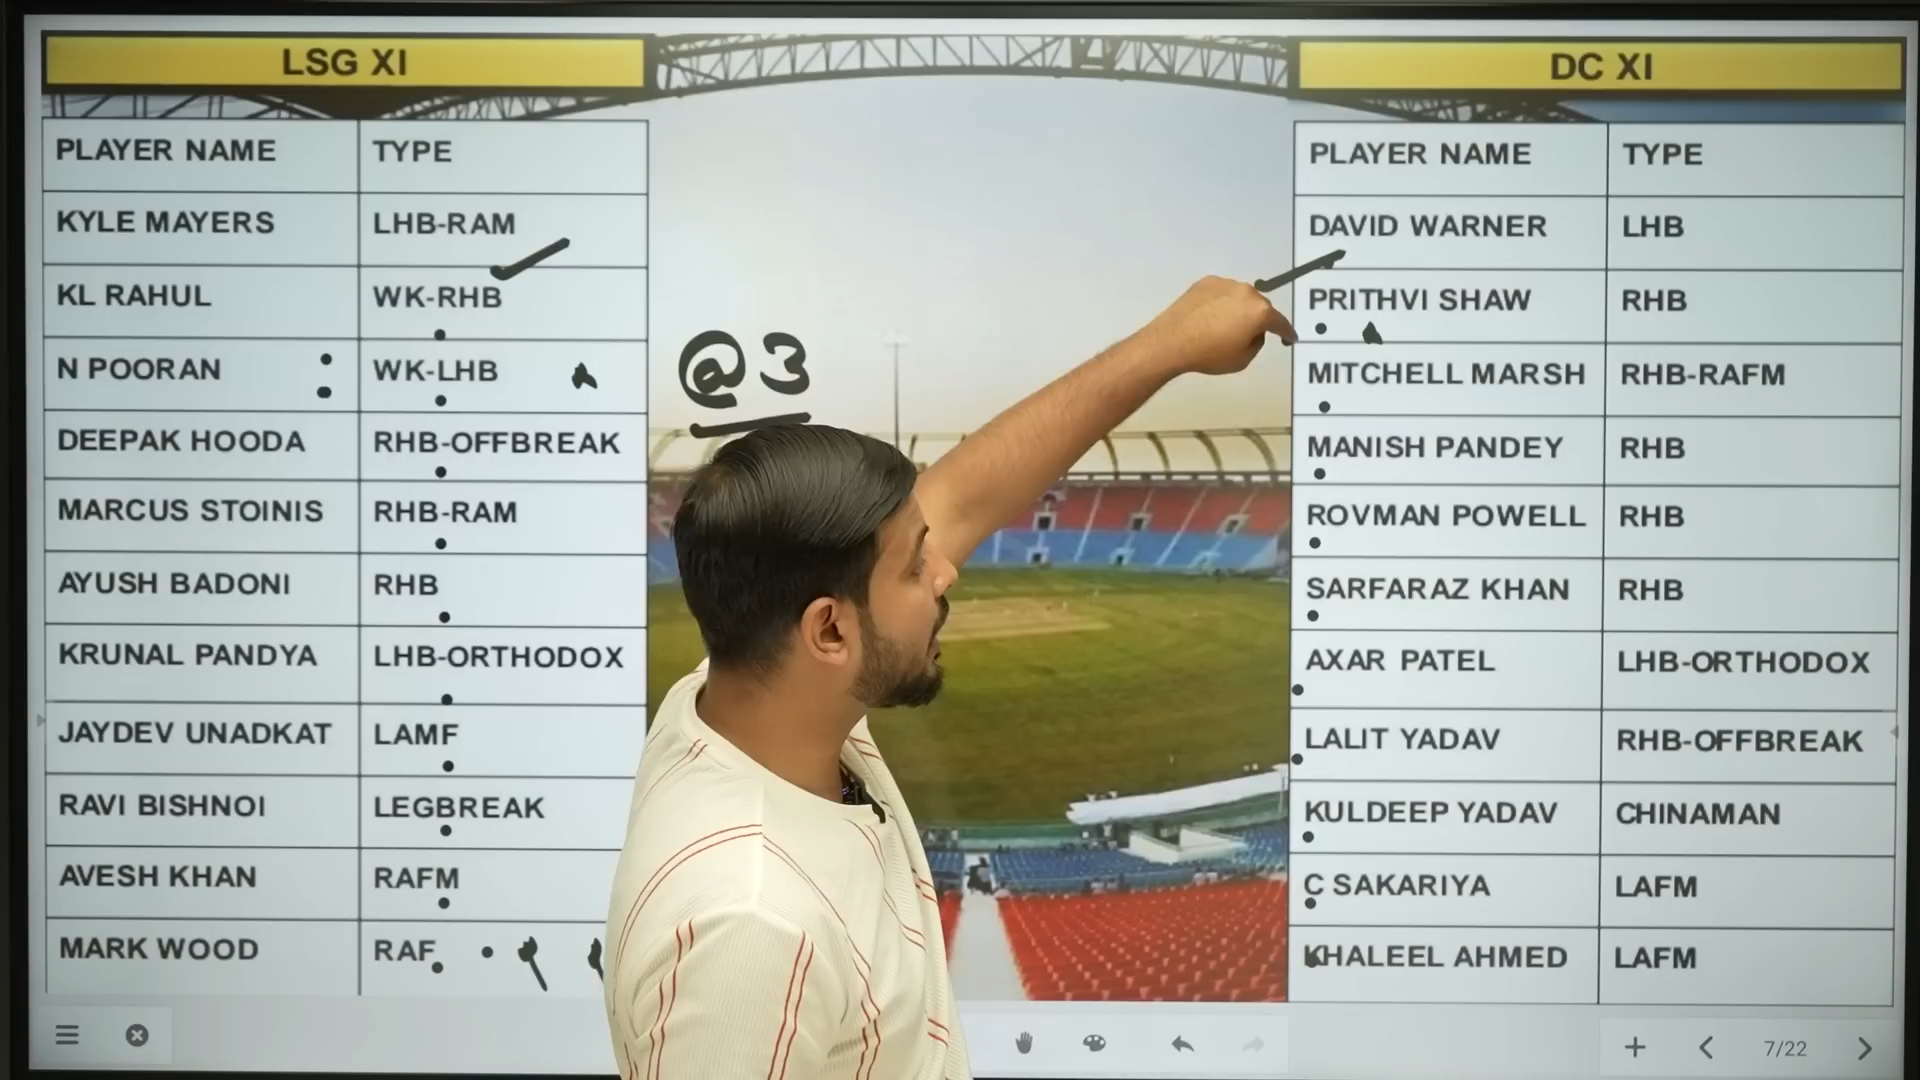 LSG XI
PLAYER NAME TYPE
KYLE MAYERS LHB-RAM
KL RAHUL WK-RHB
N POORAN WK-LHB
DEEPAK HOODA RHB-OFFBREAK
MARCUS STOINIS RHB-RAM
AYUSH BADONI RHB
KRUNAL PANDYA LHB-ORTHODOX
JAYDEV UNADKAT LAMF
RAVI BISHNOI LEGBREAK
AVESH KHAN RAFM
MARK WOOD RAF
@3
DC XI
PLAYER NAME TYPE
DAVID WARNER LHB
PRITHVI SHAW RHB
MITCHELL MARSH RHB-RAFM
MANISH PANDEY RHB
ROVMAN POWELL RHB
SARFARAZ KHAN RHB
AXAR PATEL LHB-ORTHODOX
LALIT YADAV RHB-OFFBREAK
KULDEEP YADAV CHINAMAN
C SAKARIYA LAFM
KHALEEL AHMED LAFM
7/22